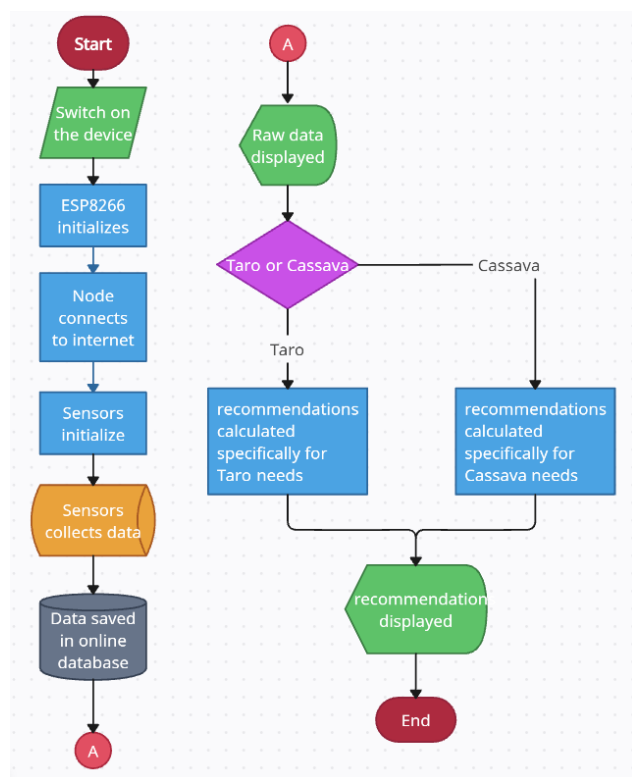 Start
Switch on
the device
ESP8266
initializes
Node
connects
to internet
Sensors
initialize
Sensors
collects data
Data saved
in online
database
A
A
Raw data
displayed
Taro or Cassava
Cassava
Taro
recommendations
calculated
specifically for
Taro needs
recommendations
calculated
specifically for
Cassava needs
recommendation
displayed
End